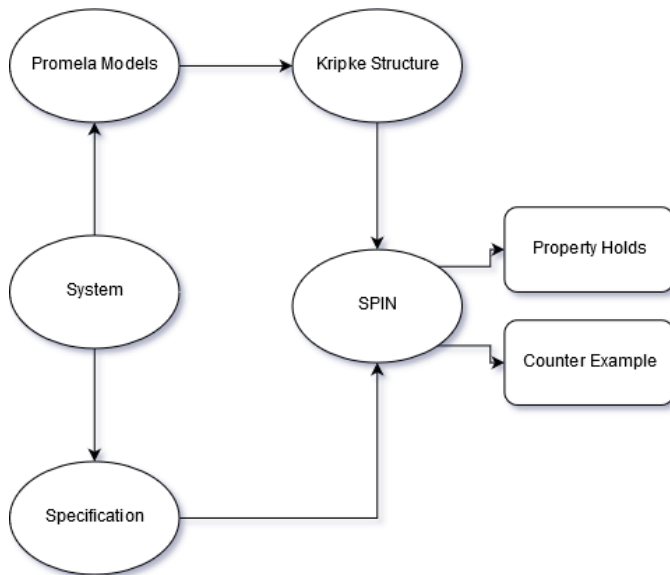 Promela Models
Kripke Structure
System
SPIN
Property Holds
Counter Example
Specification